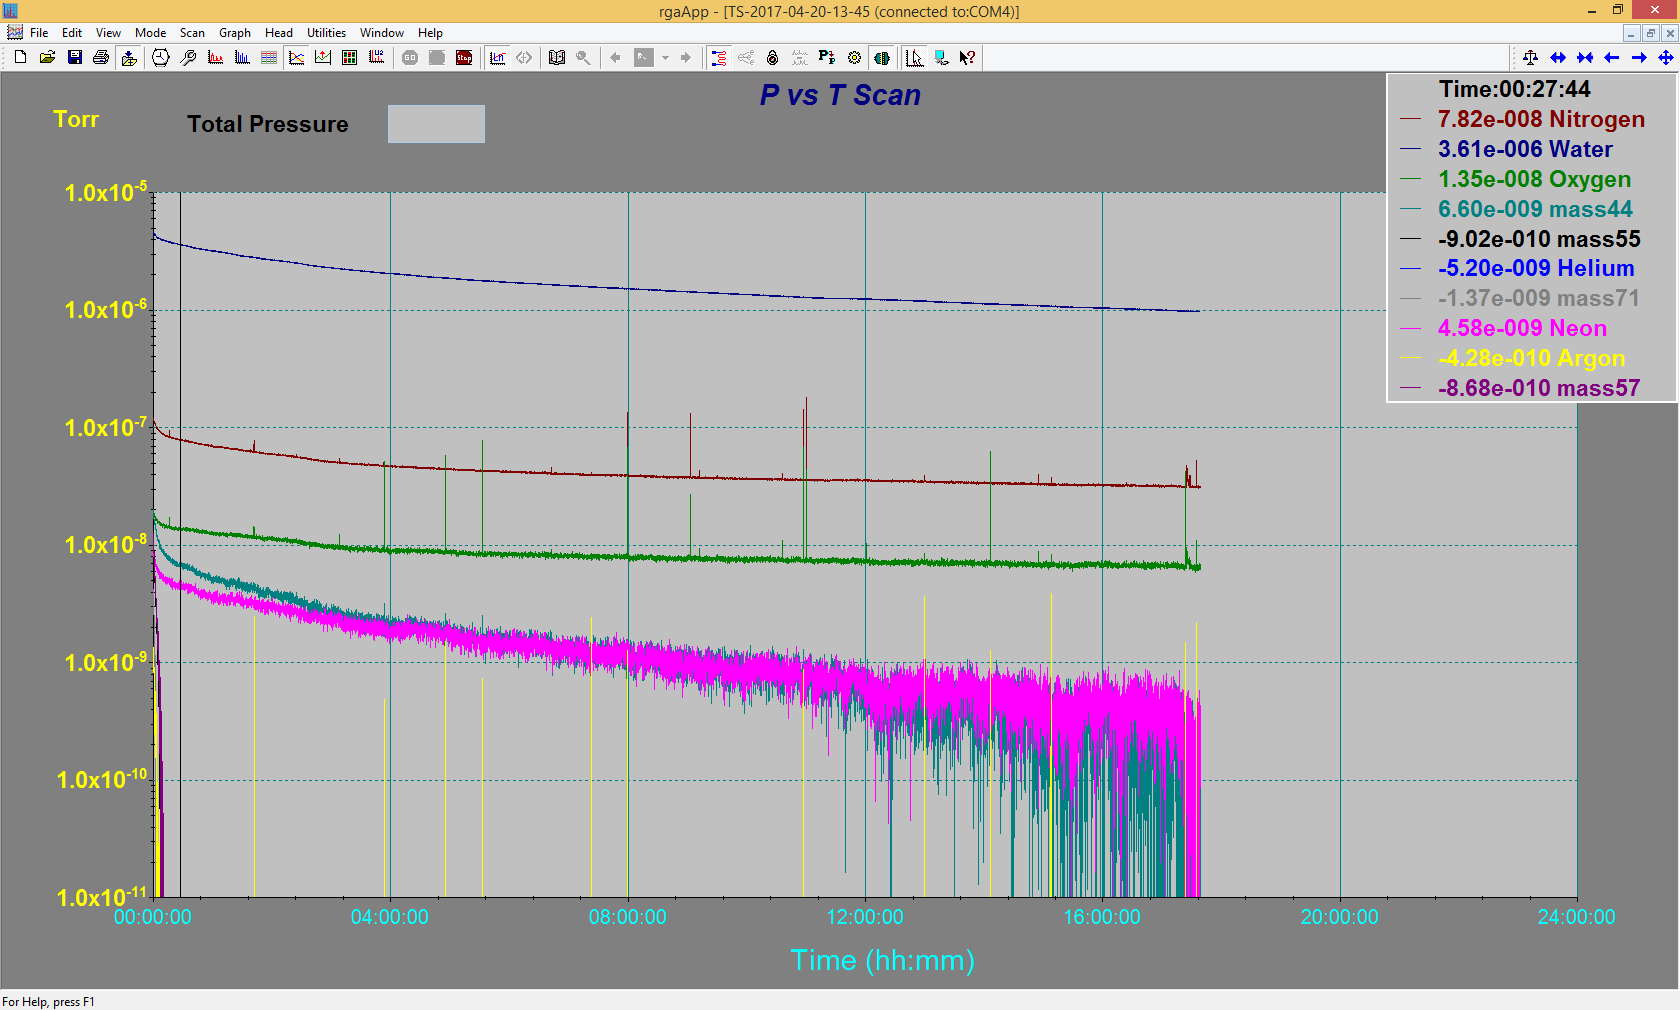 rgaApp - [TS-2017-04-20-13-45 (connected to:COM4)]
File Edit View Mode Scan Graph Head Utilities Window Help
GO Stop
P vs T Scan
Torr
Total Pressure
Time:00:27:44
7.82e-008 Nitrogen
3.61e-006 Water
1.35e-008 Oxygen
6.60e-009 mass44
-9.02e-010 mass55
-5.20e-009 Helium
-1.37e-009 mass71
4.58e-009 Neon
-4.28e-010 Argon
-8.68e-010 mass57
1.0x10-5
1.0x10-6
1.0x10-7
1.0x10-8
1.0x10-9
1.0x10-10
1.0x10-11
00:00:00 04:00:00 08:00:00 12:00:00 16:00:00 20:00:00 24:00:00
Time (hh:mm)
For Help, press F1